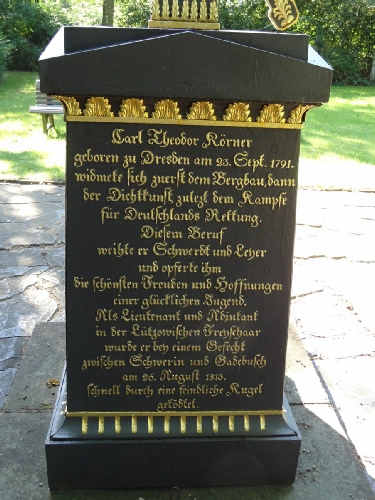 Carl Theodor Körner
geboren zu Dresden am 23. Sept. 1791.
widmete sich zuerst dem Bergbau, dann
der Dichtkunst zulezt dem Kampfe
für Deutschlands Rettung.
Diesem Beruf
weihte er Schwerdt und Leyer
und opferte ihm
die schönsten Freuden und Hoffnungen
einer glücklichen Jugend.
Als Lieutenant und Adjutant
in der Lützowischen Freyschaar
wurde er bey einem Gefecht
zwischen Schwerin und Gadebusch
am 26. August 1813.
schnell durch eine feindliche Kugel
getödtet.